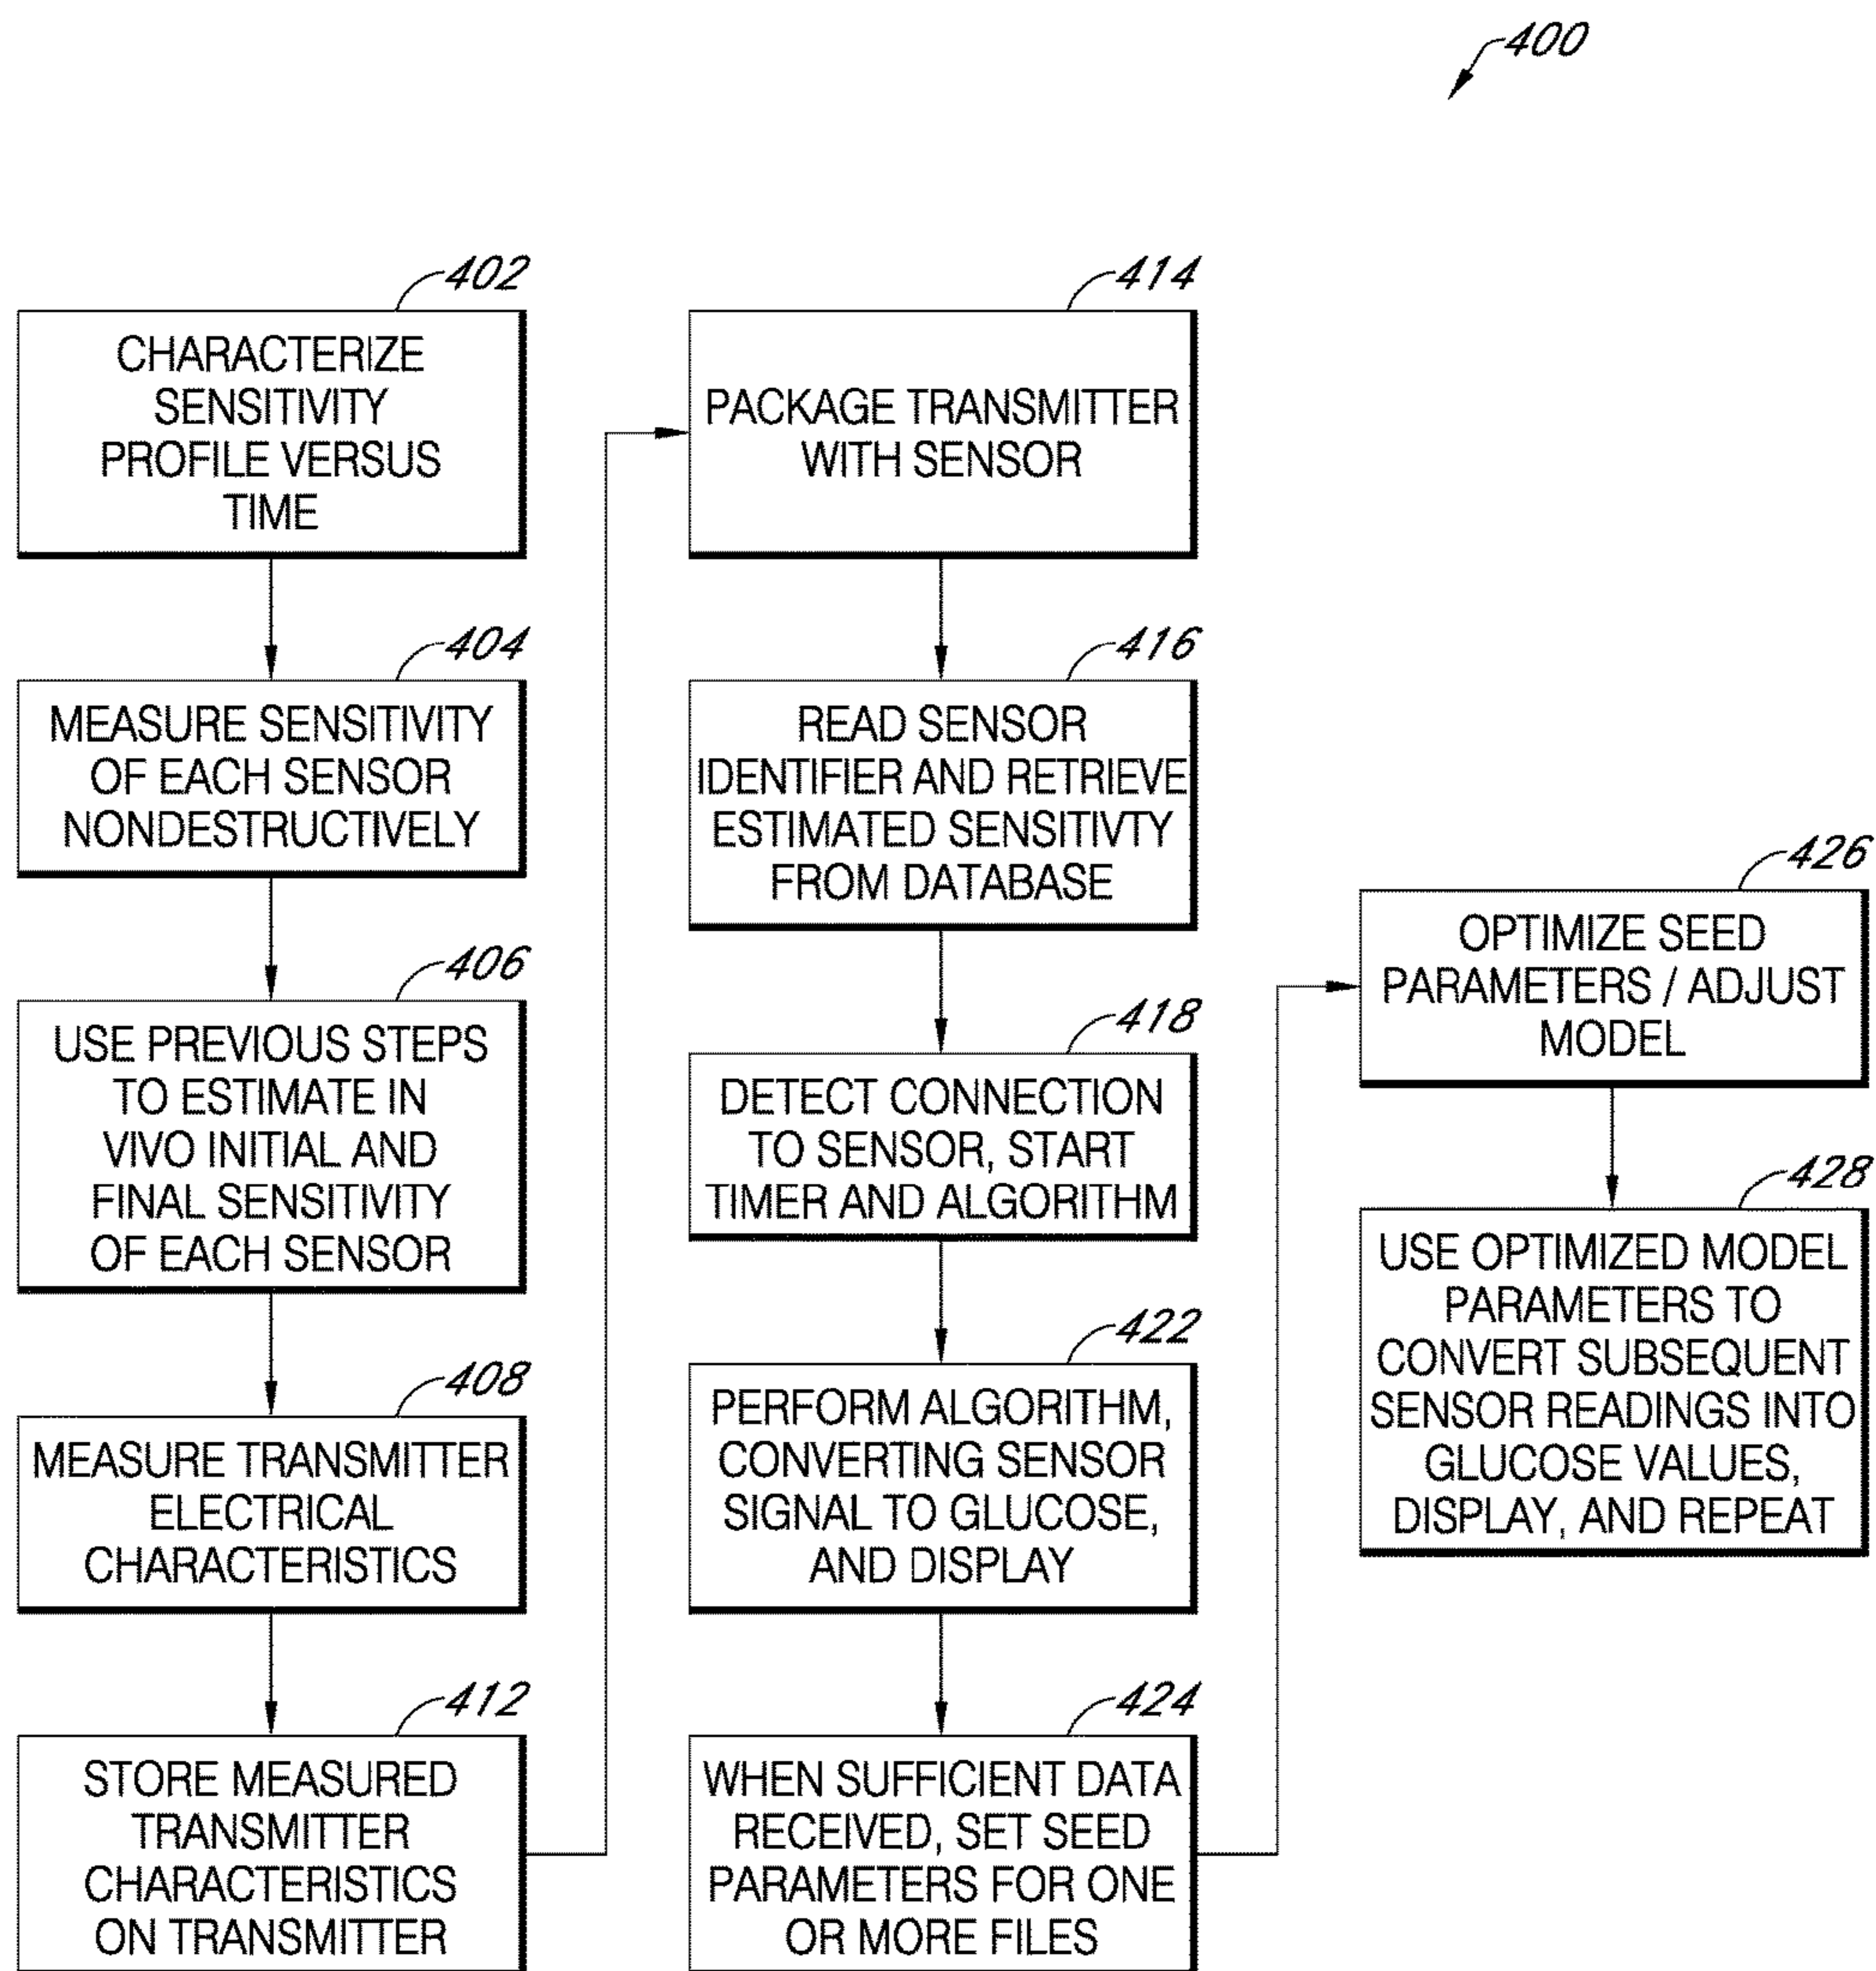 400
402
CHARACTERIZE
SENSITIVITY
PROFILE VERSUS
TIME
404
MEASURE SENSITIVITY
OF EACH SENSOR
NONDESTRUCTIVELY
406
USE PREVIOUS STEPS
TO ESTIMATE IN
VIVO INITIAL AND
FINAL SENSITIVITY
OF EACH SENSOR
408
MEASURE TRANSMITTER
ELECTRICAL
CHARACTERISTICS
412
STORE MEASURED
TRANSMITTER
CHARACTERISTICS
ON TRANSMITTER
414
PACKAGE TRANSMITTER
WITH SENSOR
416
READ SENSOR
IDENTIFIER AND RETRIEVE
ESTIMATED SENSITIVTY
FROM DATABASE
418
DETECT CONNECTION
TO SENSOR, START
TIMER AND ALGORITHM
422
PERFORM ALGORITHM,
CONVERTING SENSOR
SIGNAL TO GLUCOSE,
AND DISPLAY
424
WHEN SUFFICIENT DATA
RECEIVED, SET SEED
PARAMETERS FOR ONE
OR MORE FILES
426
OPTIMIZE SEED
PARAMETERS / ADJUST
MODEL
428
USE OPTIMIZED MODEL
PARAMETERS TO
CONVERT SUBSEQUENT
SENSOR READINGS INTO
GLUCOSE VALUES,
DISPLAY, AND REPEAT